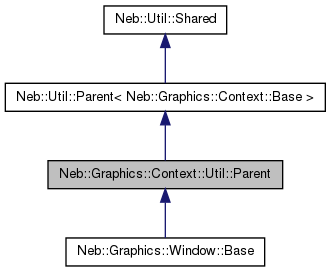 Neb::Util::Shared
Neb::Util::Parent< Neb::Graphics::Context::Base >
Neb::Graphics::Context::Util::Parent
Neb::Graphics::Window::Base